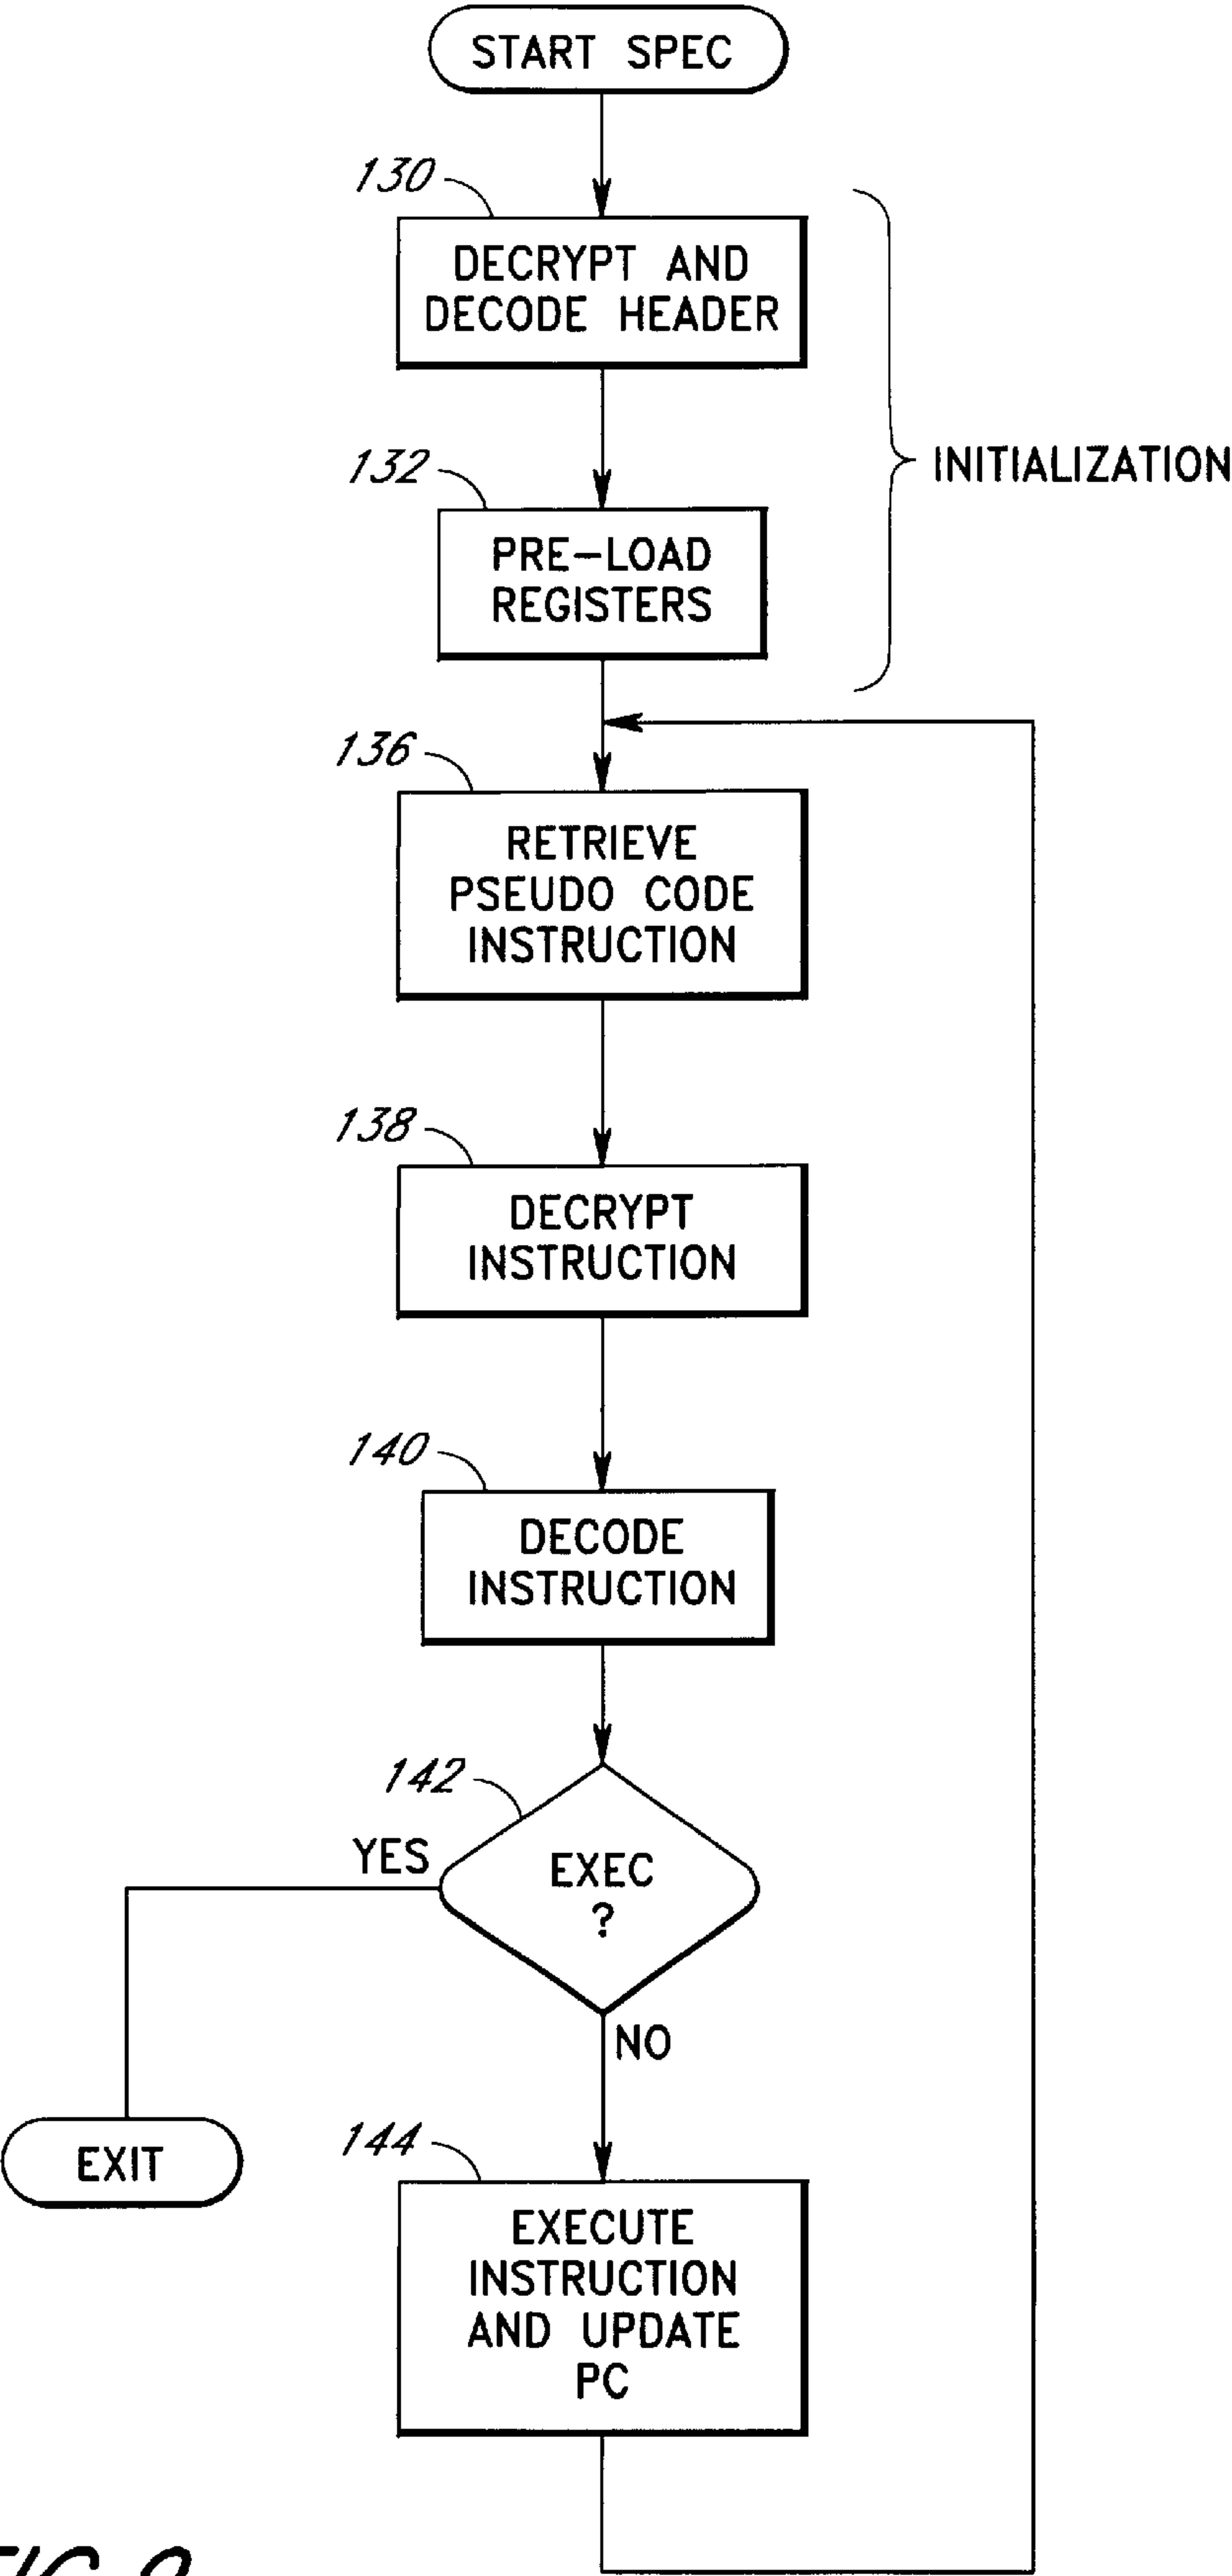 START SPEC
130
DECRYPT AND
DECODE HEADER
INITIALIZATION
132
PRE-LOAD
REGISTERS
136
RETRIEVE
PSEUDO CODE
INSTRUCTION
138
DECRYPT
INSTRUCTION
140
DECODE
INSTRUCTION
142
YES
EXEC
?
NO
EXIT
144
EXECUTE
INSTRUCTION
AND UPDATE
PC